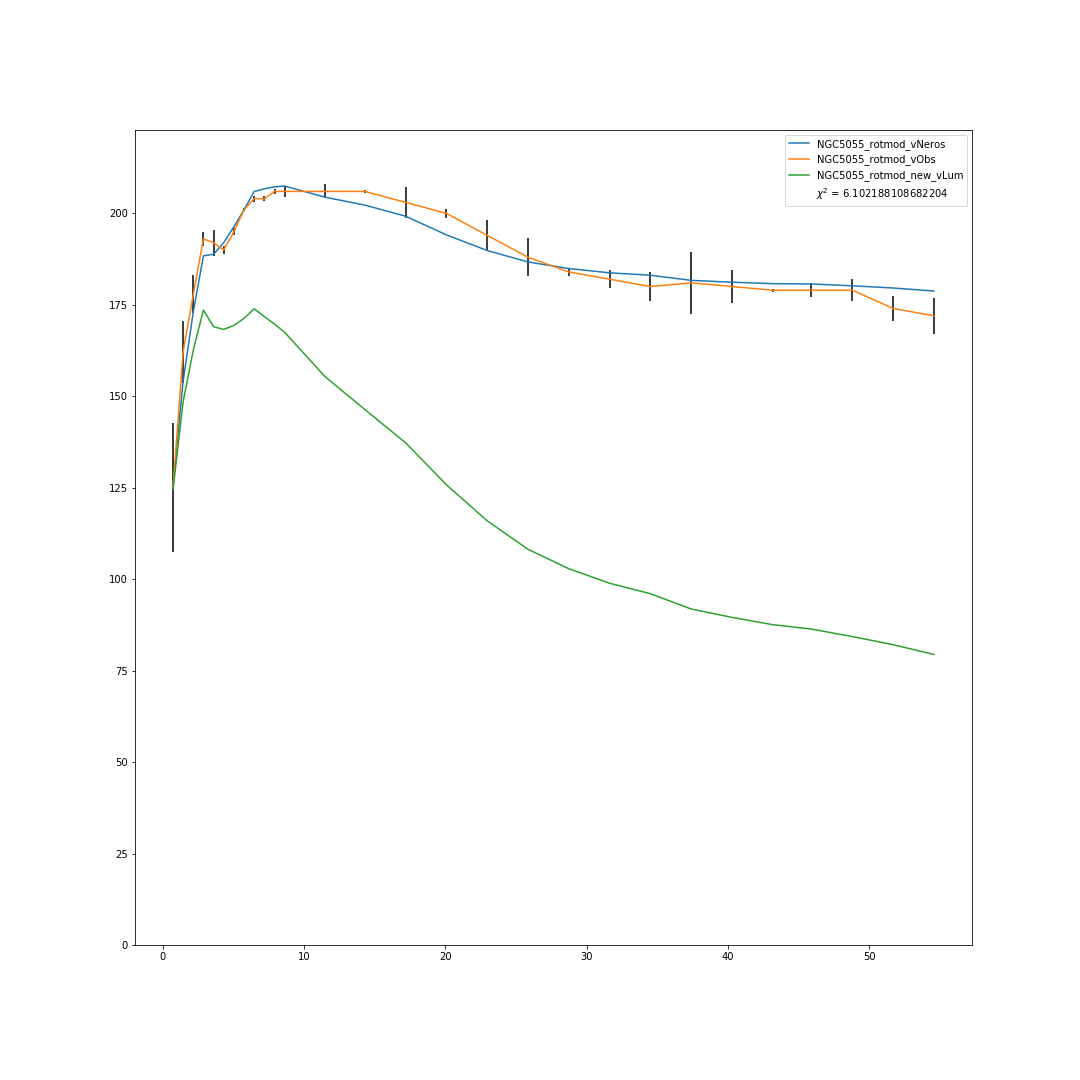 NGC5055_rotmod_vNeros
NGC5055_rotmod_vObs
NGC5055_rotmod_new_vLum
χ² = 6.102188108682204
200
175
150
125
100
75
50
25
0
0 10 20 30 40 50